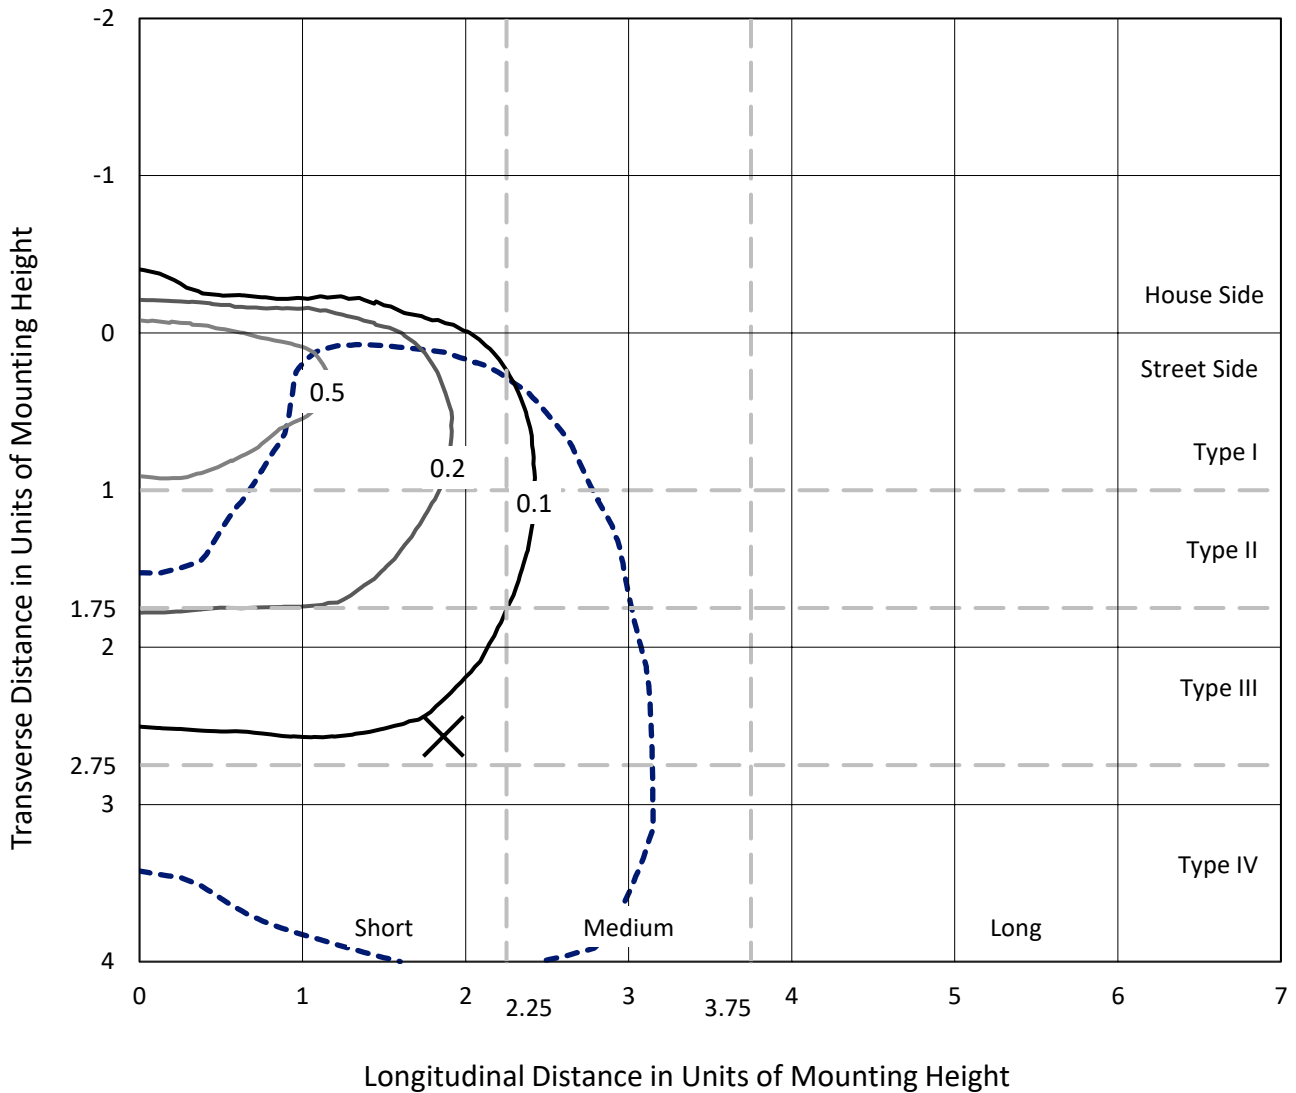 -2
-1
House Side
0
Street Side
0.5
Type I
0.2
1
0.1
Type II
1.75
2
Type III
2.75
3
Type IV
Short Medium Long
4
0 1 2 2.25 3 3.75 4 5 6 7
Longitudinal Distance in Units of Mounting Height
Transverse Distance in Units of Mounting Height